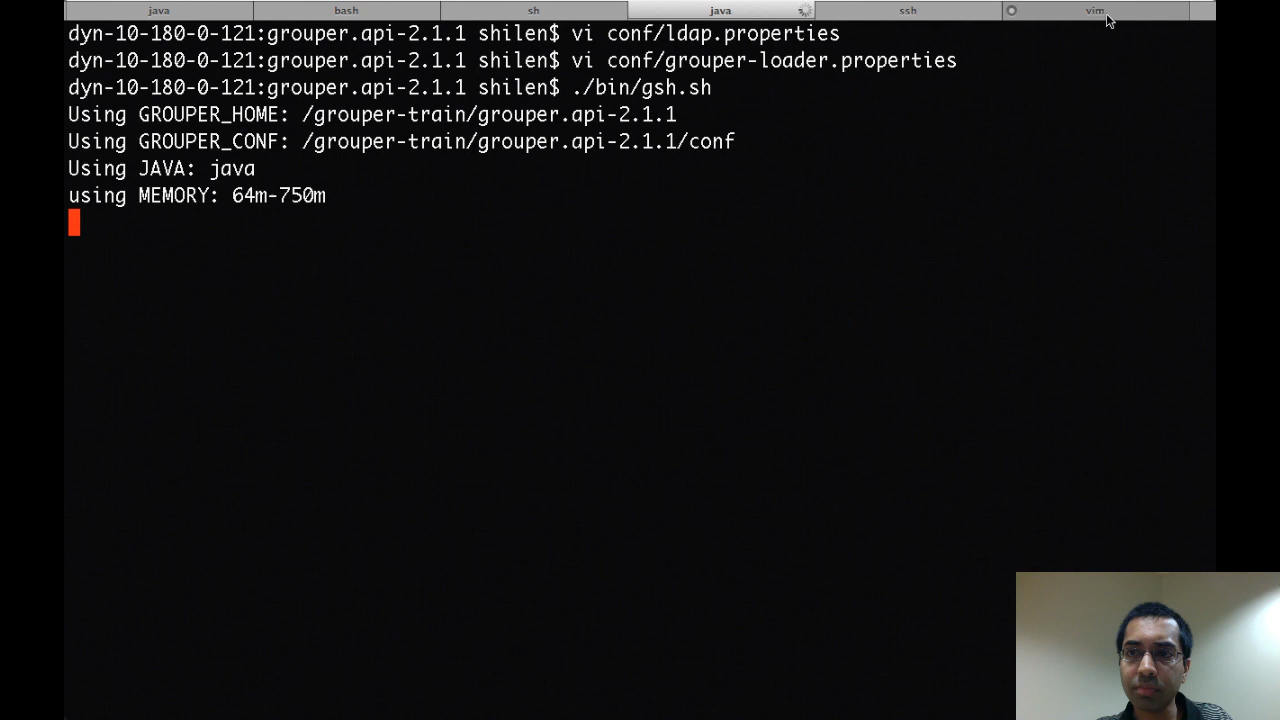 java bash sh java ssh vim
dyn-10-180-0-121:grouper.api-2.1.1 shilen$ vi conf/ldap.properties
dyn-10-180-0-121:grouper.api-2.1.1 shilen$ vi conf/grouper-loader.properties
dyn-10-180-0-121:grouper.api-2.1.1 shilen$ ./bin/gsh.sh
Using GROUPER_HOME: /grouper-train/grouper.api-2.1.1
Using GROUPER_CONF: /grouper-train/grouper.api-2.1.1/conf
Using JAVA: java
using MEMORY: 64m-750m